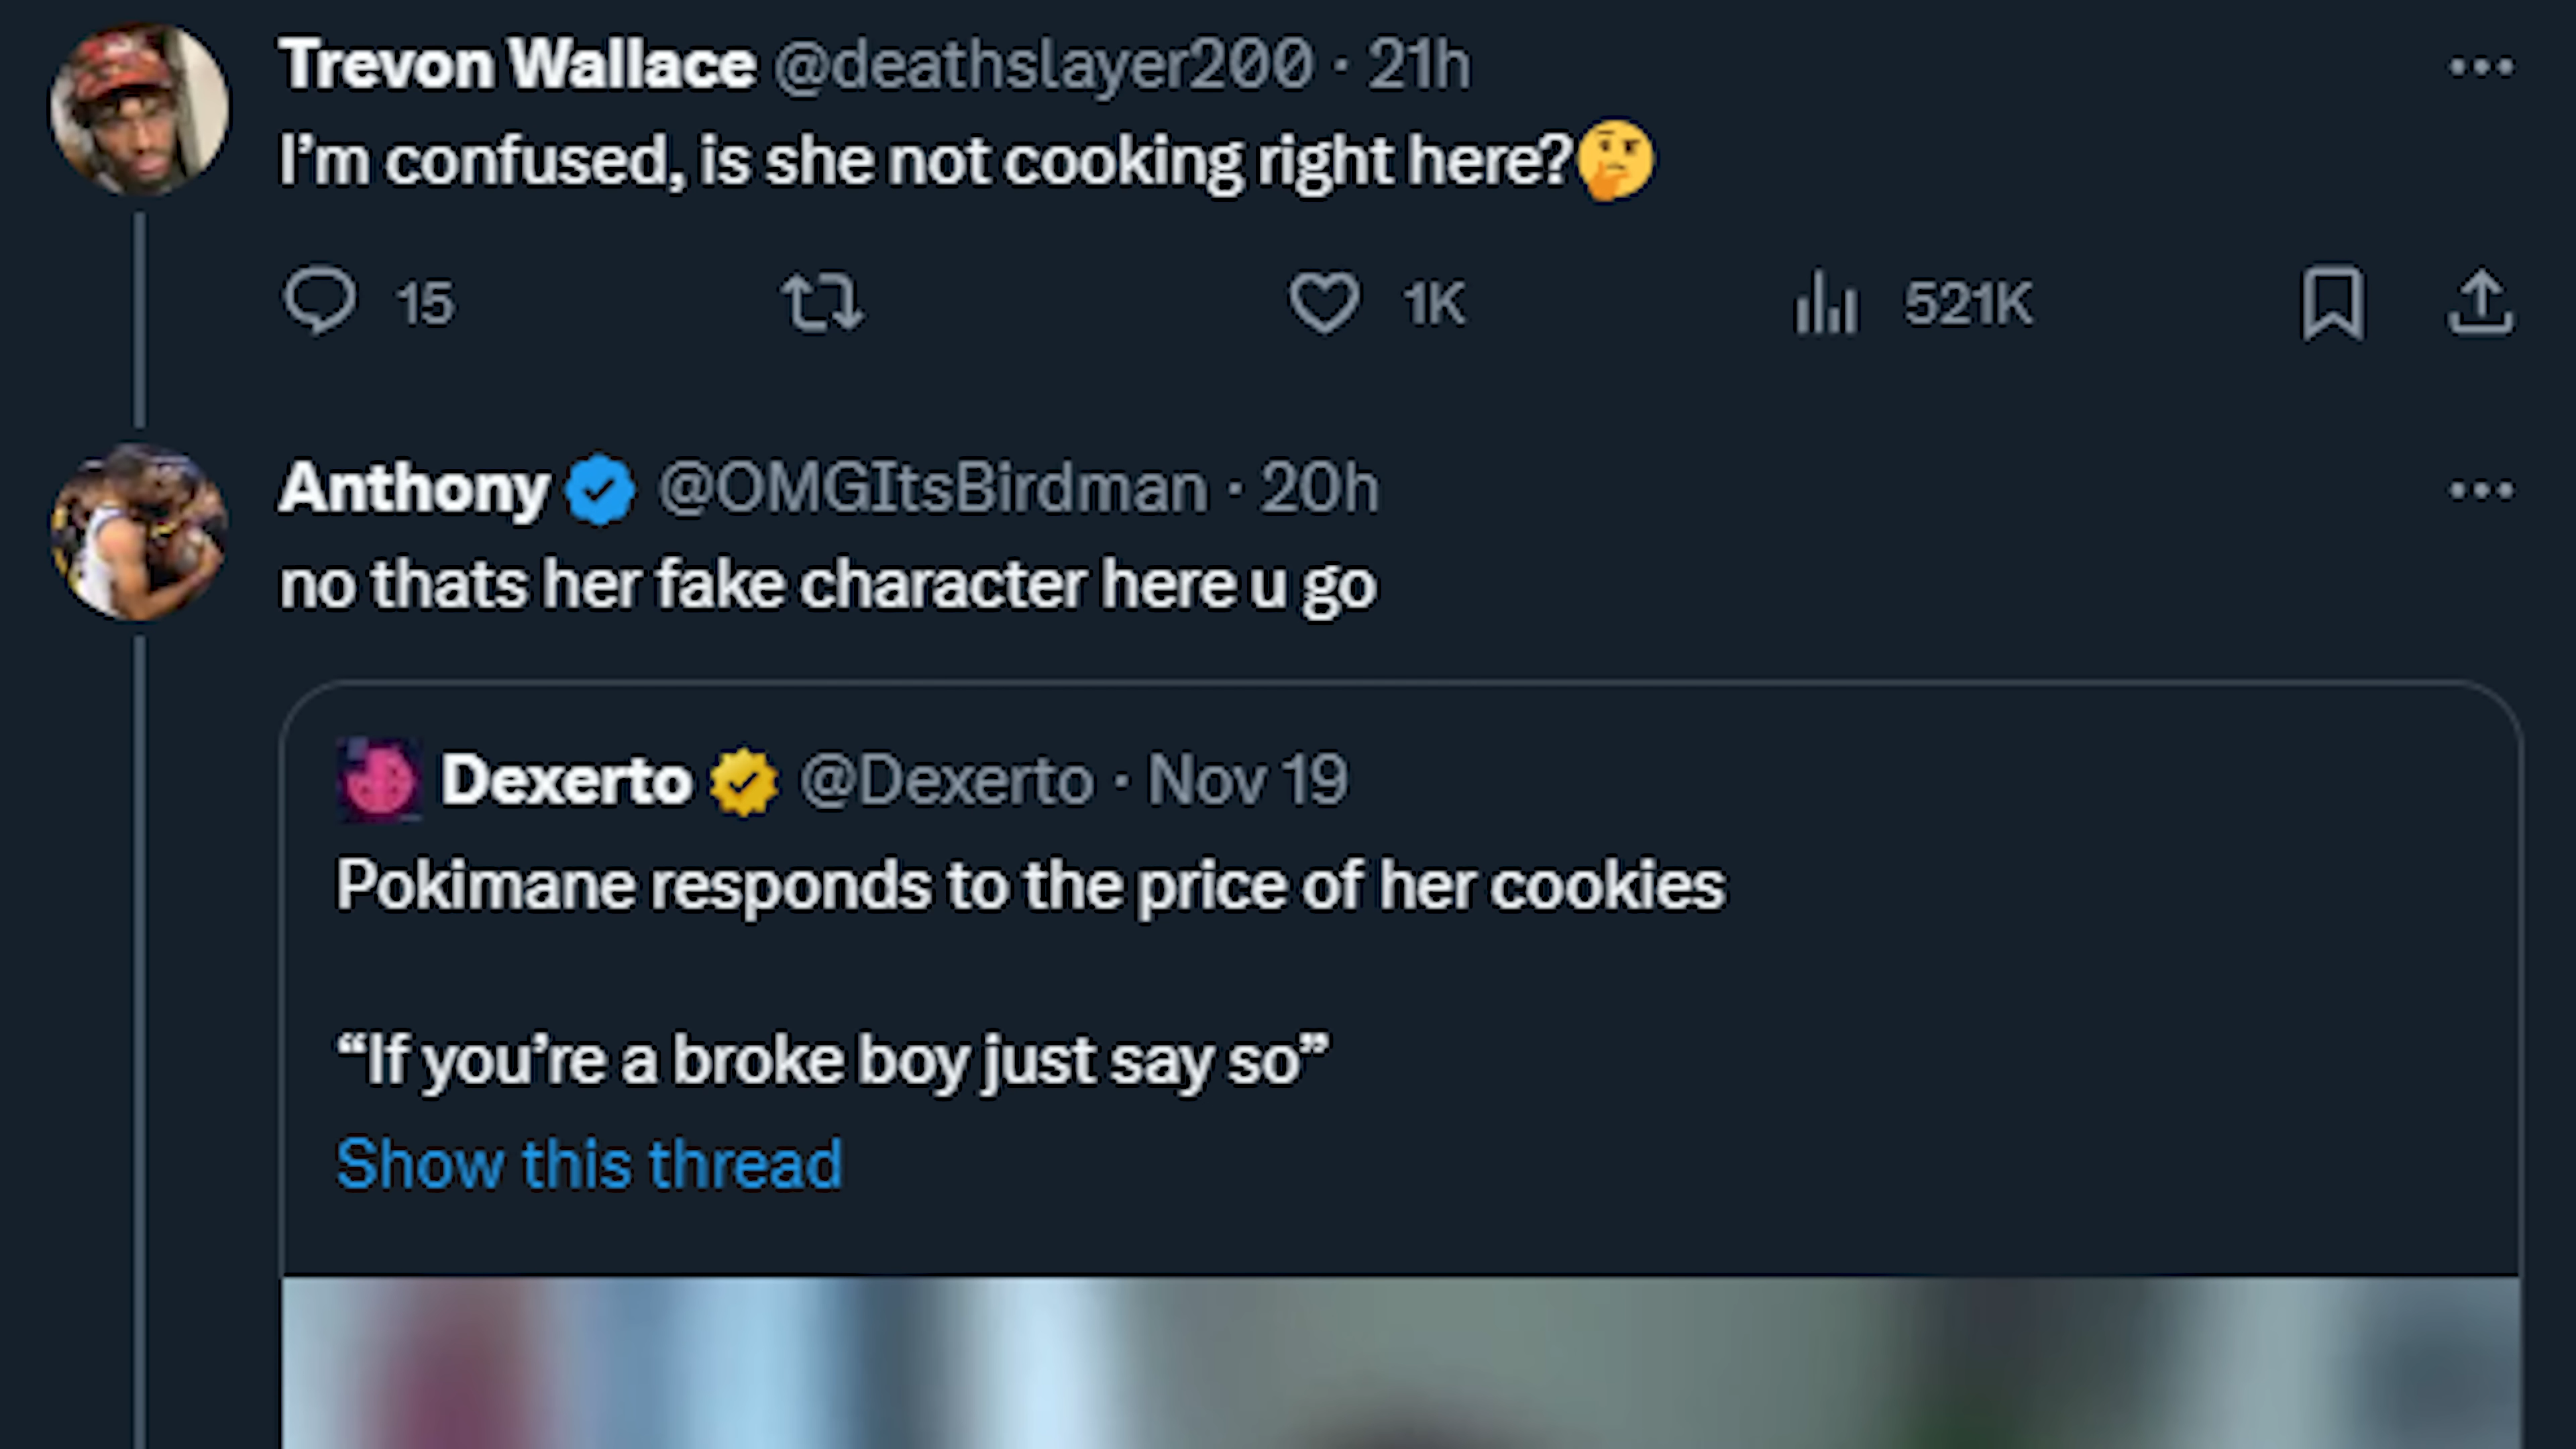 Trevon Wallace @deathslayer200 · 21h
I’m confused, is she not cooking right here?🤔
15 1K 521K
Anthony @OMGItsBirdman · 20h
no thats her fake character here u go
Dexerto @Dexerto · Nov 19
Pokimane responds to the price of her cookies
“If you’re a broke boy just say so”
Show this thread